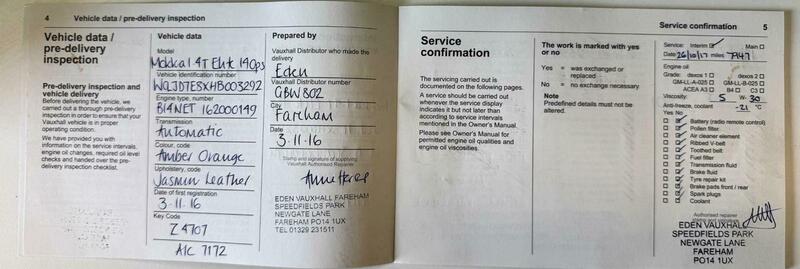 4 Vehicle data / pre-delivery inspection
Vehicle data /
pre-delivery
inspection
Pre-delivery inspection and
vehicle delivery
Before delivering the vehicle, we
carried out a thorough pre-delivery
inspection in order to ensure that your
Vauxhall vehicle is in proper
operating condition.
We have provided you with
information on the service intervals,
engine oil changes, required oil level
checks and handed over the pre-
delivery inspection checklist.
Vehicle data
Model
Mokka 1.4T Elite 140ps
Vehicle identification number
W0LJD7ESXHB003292
Engine type, number
B14NET 162000149
Transmission
Automatic
Colour, code
Amber Orange
Upholstery, code
Jasmin Leather
Date of first registration
3-11-16
Key Code
Z4707
A1C 7172
Prepared by
Vauxhall Distributor who made the
delivery
Eden
Vauxhall Distributor number
GBW802
City
Fareham
Date
3-11-16
Stamp and signature of supplying
Vauxhall Authorised Repairer
EDEN VAUXHALL FAREHAM
SPEEDFIELDS PARK
NEWGATE LANE
FAREHAM PO14 1UX
TEL 01329 231511
Service confirmation 5
Service
confirmation
The servicing carried out is
documented on the following pages.
A service should be carried out
whenever the service display
indicates it but not later than
according to service intervals
mentioned in the Owner's Manual.
Please see Owner's Manual for
permitted engine oil qualities and
engine oil viscosities.
The work is marked with yes
or no
Yes = was exchanged or
replaced
No = no exchange necessary
Note
Predefined details must not be
altered.
Service: Interim Main
Date 26/10/17 miles 7947
Engine oil
Grade: dexos 1 dexos 2
GM-LL-A-025 GM-LL-B-025
ACEA A3 B4 C3
Viscosity: 5 W 30
Anti-freeze, coolant -21 °C
Yes No
Battery (radio remote control)
Pollen filter
Air cleaner element
Ribbed V-belt
Toothed belt
Fuel filter
Transmission fluid
Brake fluid
Tyre repair kit
Brake pads front / rear
Spark plugs
Coolant
Authorised repairer
EDEN VAUXHALL
SPEEDFIELDS PARK
NEWGATE LANE
FAREHAM
PO14 1UX